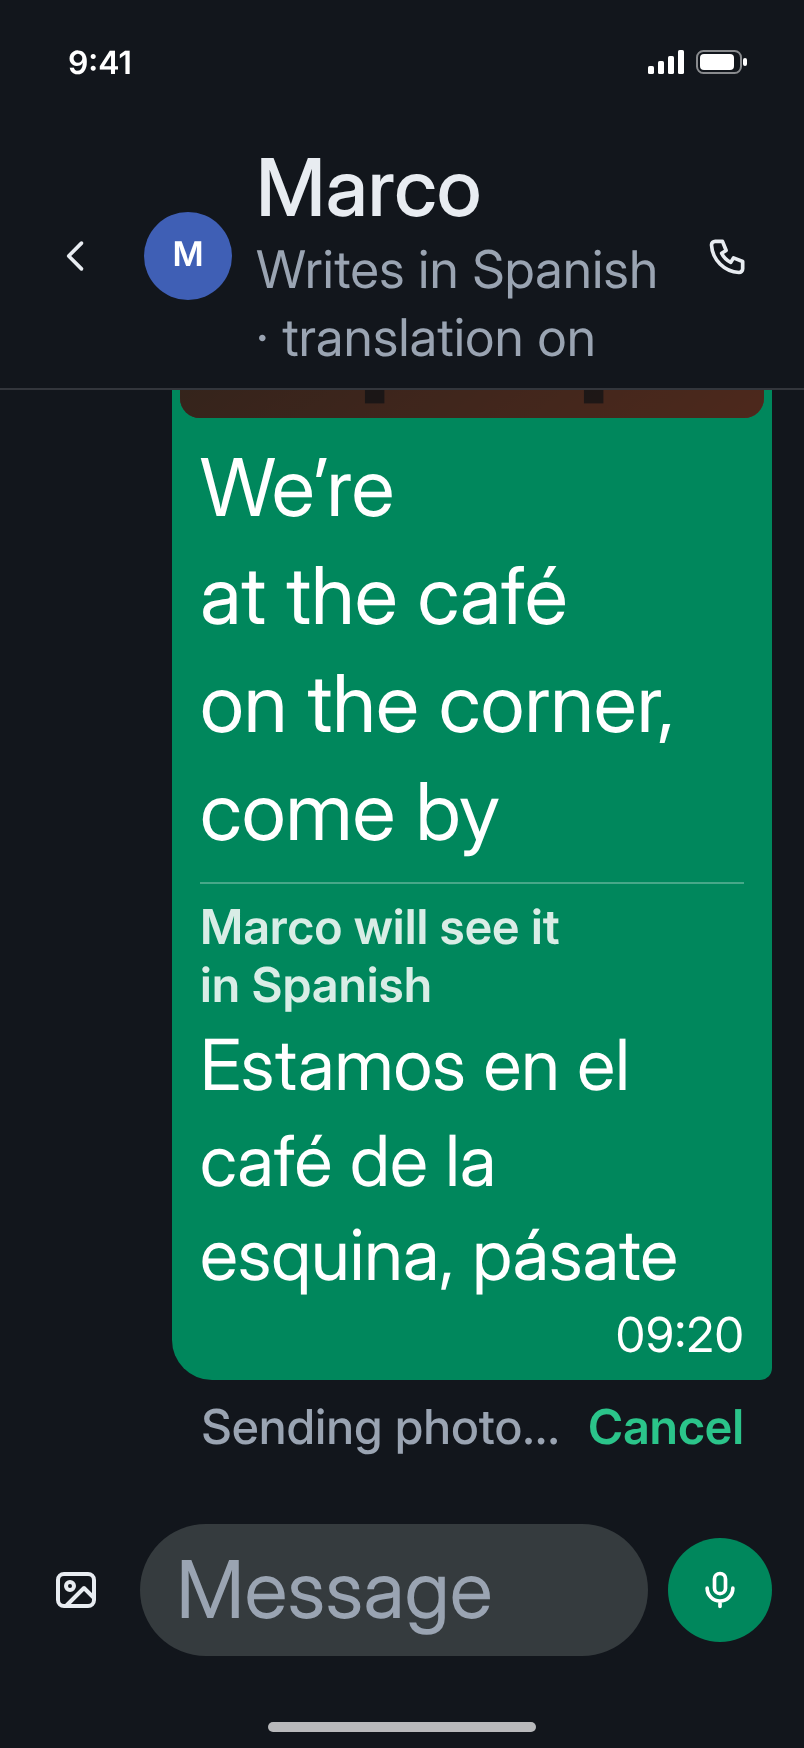 9:41
Marco
M
Writes in Spanish
· translation on
We’re
at the café
on the corner,
come by
Marco will see it
in Spanish
Estamos en el
café de la
esquina, pásate
09:20
Sending photo... Cancel
Message